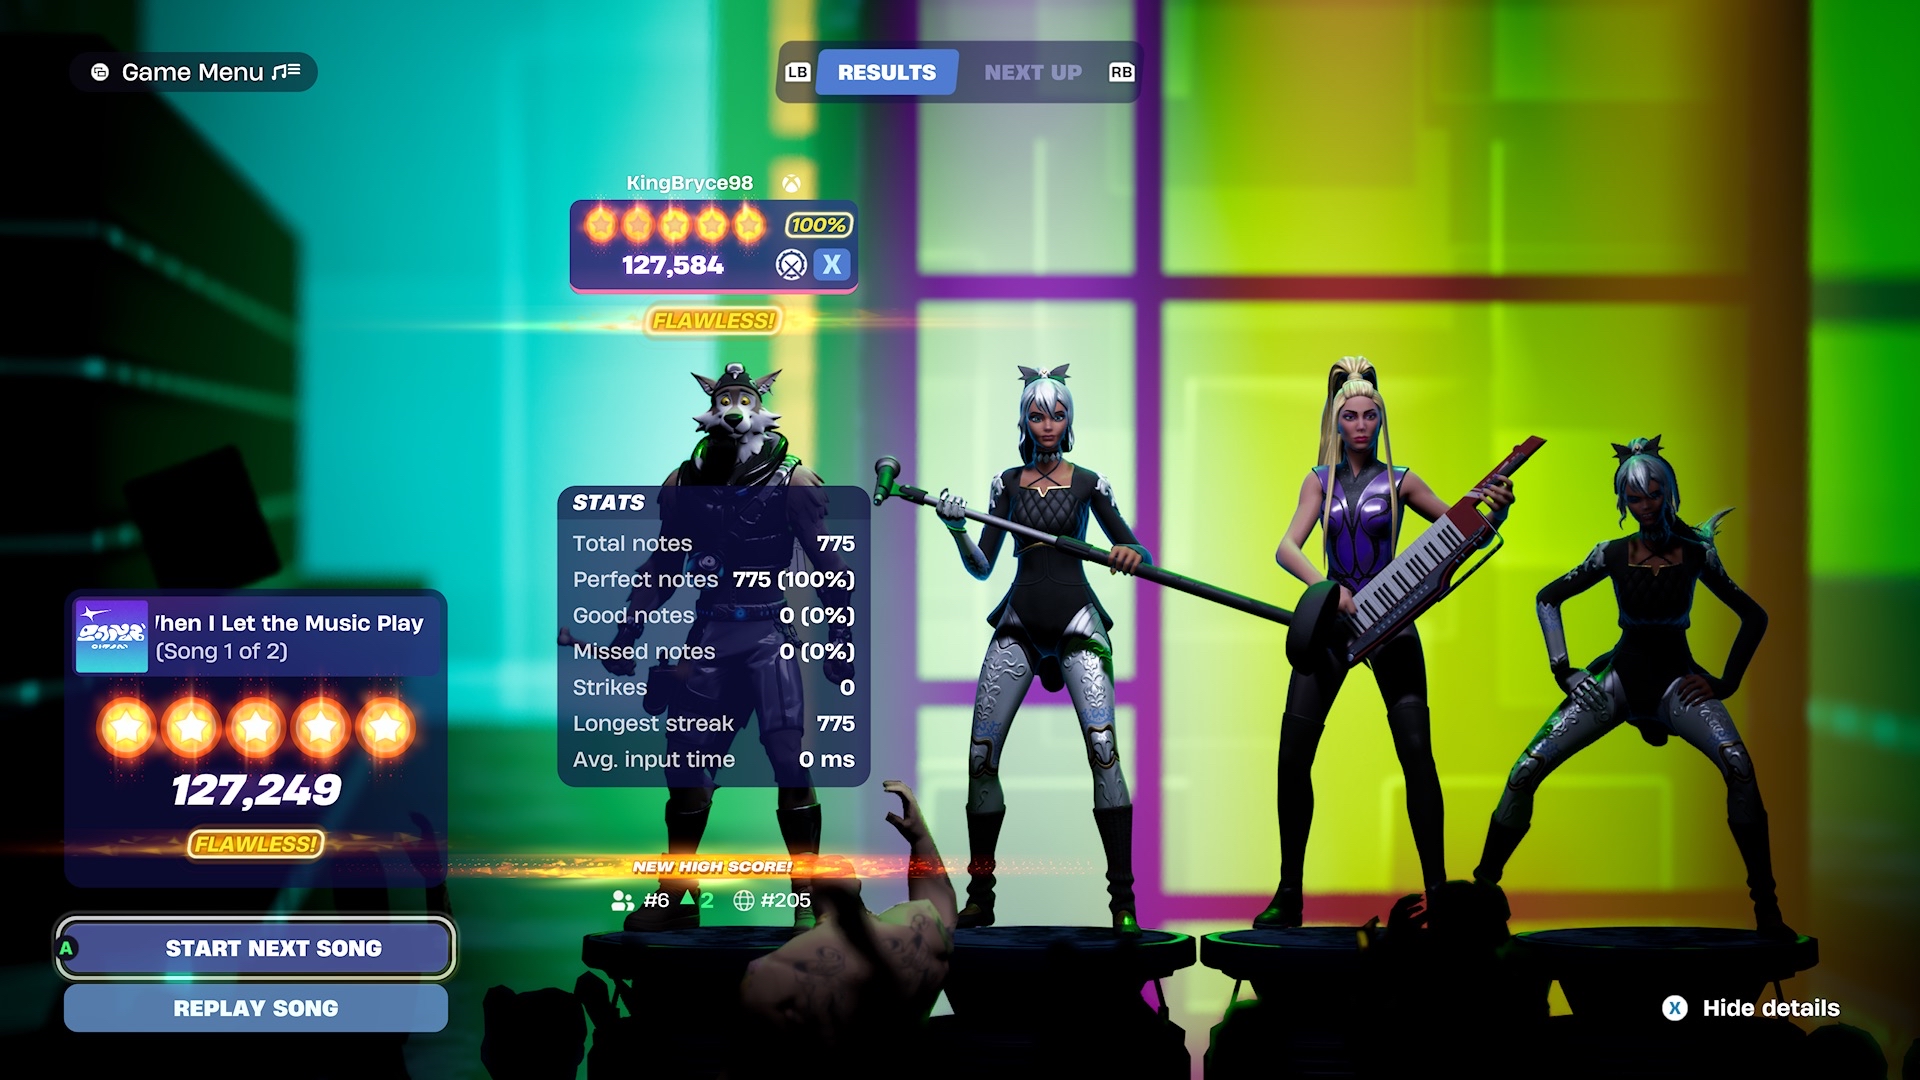 Game Menu
LB RESULTS NEXT UP RB
KingBryce98
100%
127,584
X
FLAWLESS!
STATS
Total notes 775
Perfect notes 775 (100%)
Good notes 0 (0%)
Missed notes 0 (0%)
Strikes 0
Longest streak 775
Avg. input time 0 ms
NEW HIGH SCORE!
#6 ▲2 #205
hen I Let the Music Play
(Song 1 of 2)
127,249
FLAWLESS!
A START NEXT SONG
REPLAY SONG
X Hide details